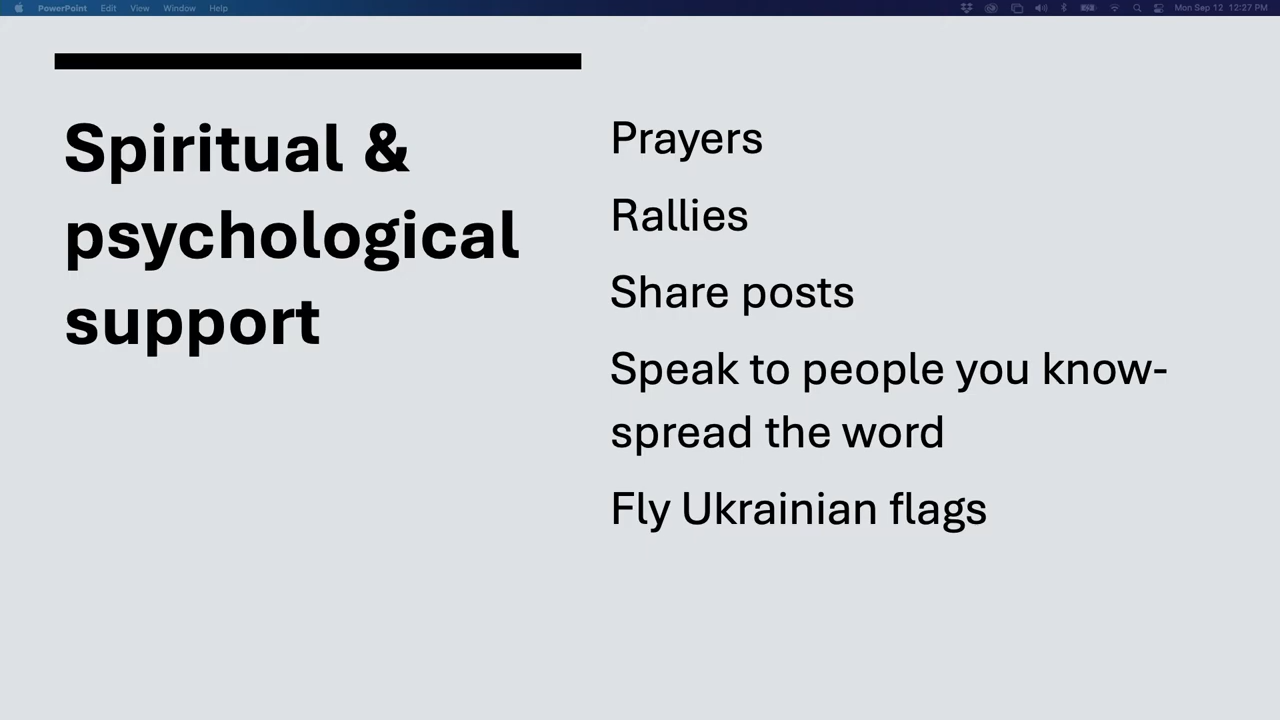 PowerPoint Edit View Window Help Mon Sep 12 12:27 PM
Spiritual &
psychological
support
Prayers
Rallies
Share posts
Speak to people you know-
spread the word
Fly Ukrainian flags